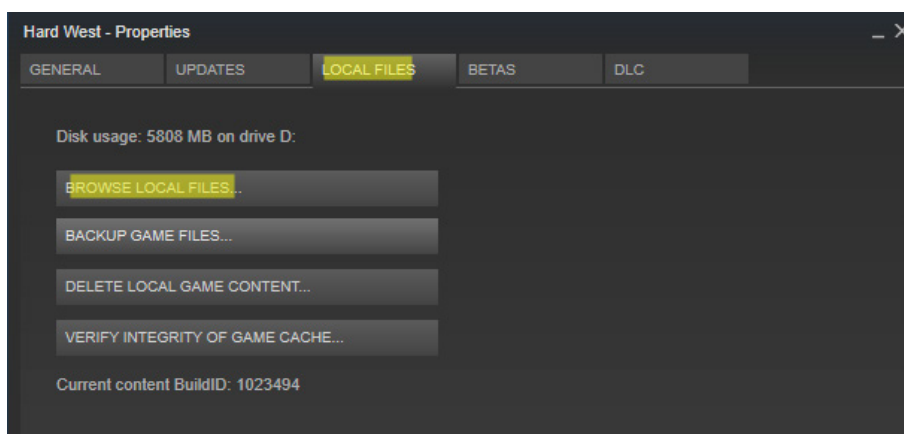 Hard West - Properties
GENERAL UPDATES LOCAL FILES BETAS DLC
Disk usage: 5808 MB on drive D:
BROWSE LOCAL FILES...
BACKUP GAME FILES...
DELETE LOCAL GAME CONTENT...
VERIFY INTEGRITY OF GAME CACHE...
Current content BuildID: 1023494